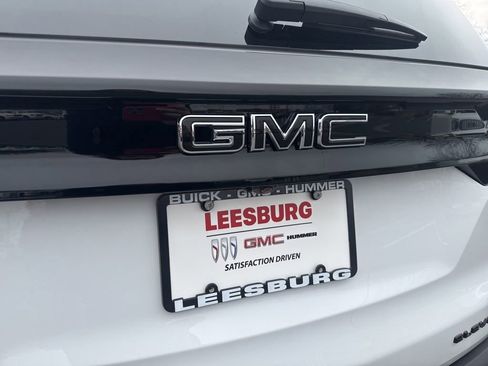 GMC
BUICK - GMC - HUMMER
LEESBURG
GMC HUMMER
SATISFACTION DRIVEN
LEESBURG